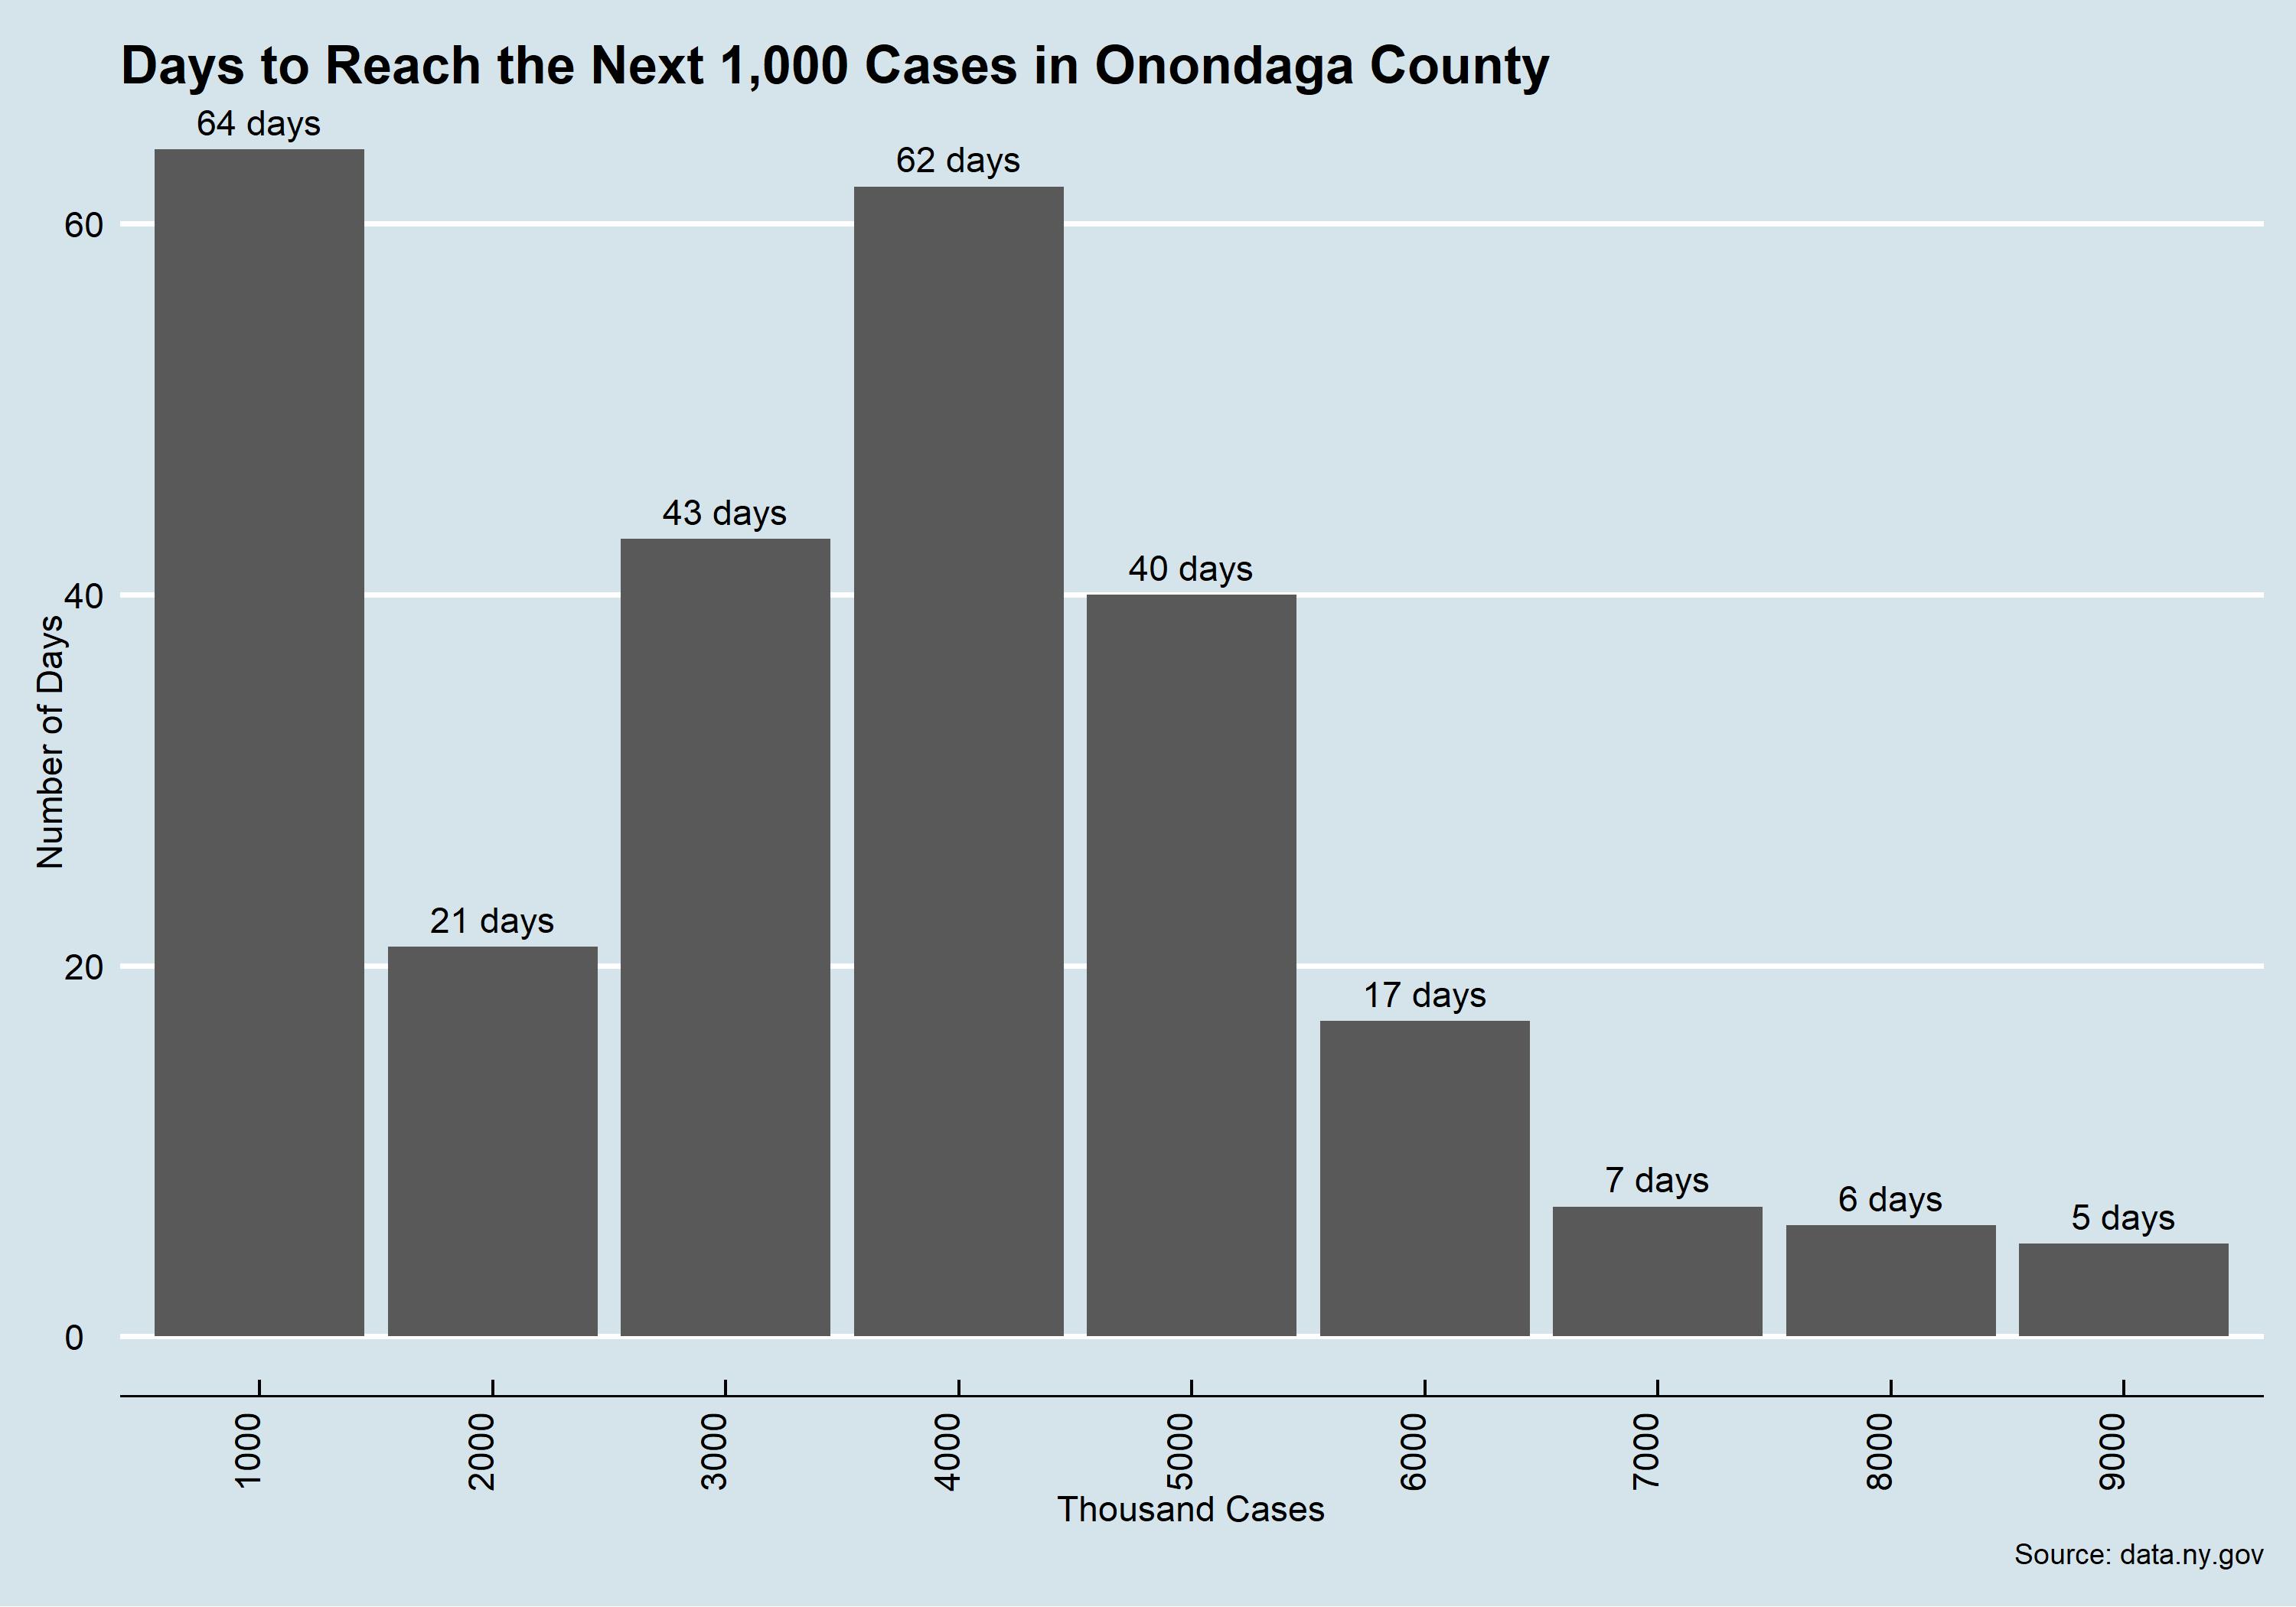 Days to Reach the Next 1,000 Cases in Onondaga County
64 days
62 days
60
43 days
40 days
40
Number of Days
21 days
20
17 days
7 days
6 days
5 days
0
1000
2000
3000
4000
5000
6000
7000
8000
9000
Thousand Cases
Source: data.ny.gov